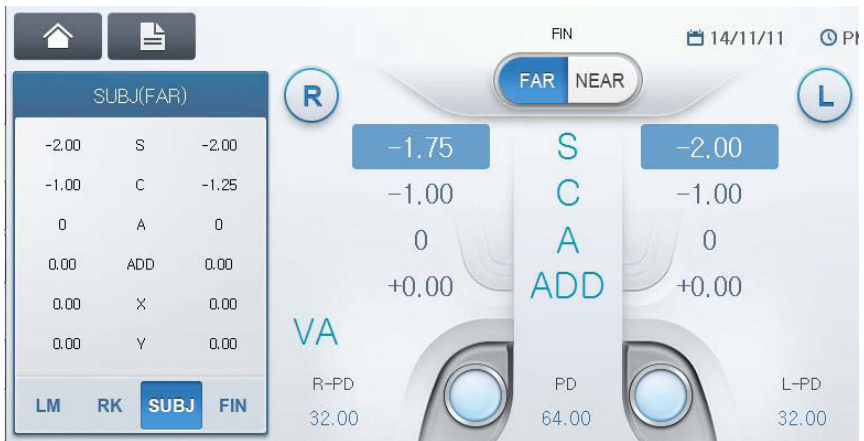 FIN
14/11/11
FAR NEAR
SUBJ(FAR)
-2.00 S -2.00
-1.00 C -1.25
0 A 0
0.00 ADD 0.00
0.00 X 0.00
0.00 Y 0.00
LM RK SUBJ FIN
R L
-1.75 S -2.00
-1.00 C -1.00
0 A 0
+0.00 ADD +0.00
VA
R-PD PD L-PD
32.00 64.00 32.00